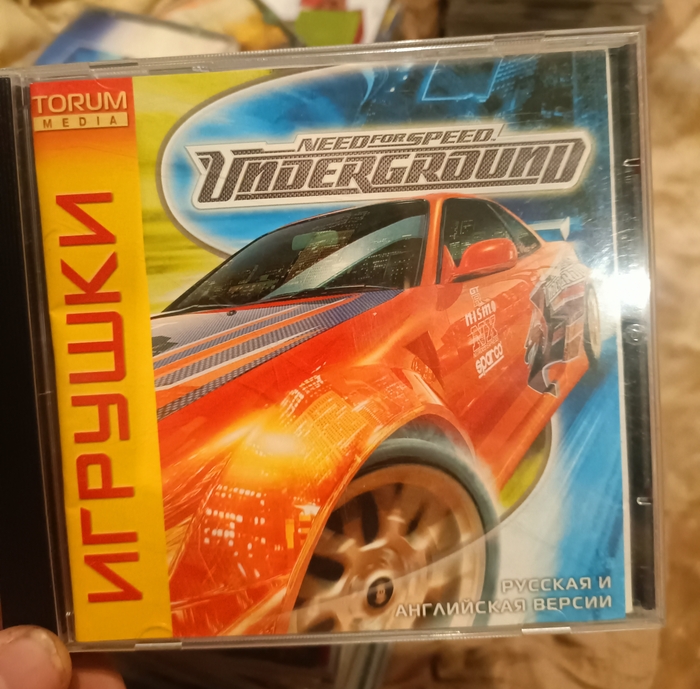 TORUM
MEDIA
ИГРУШКИ
NEED FOR SPEED
UNDERGROUND
nismo
sparco
РУССКАЯ И
АНГЛИЙСКАЯ ВЕРСИИ